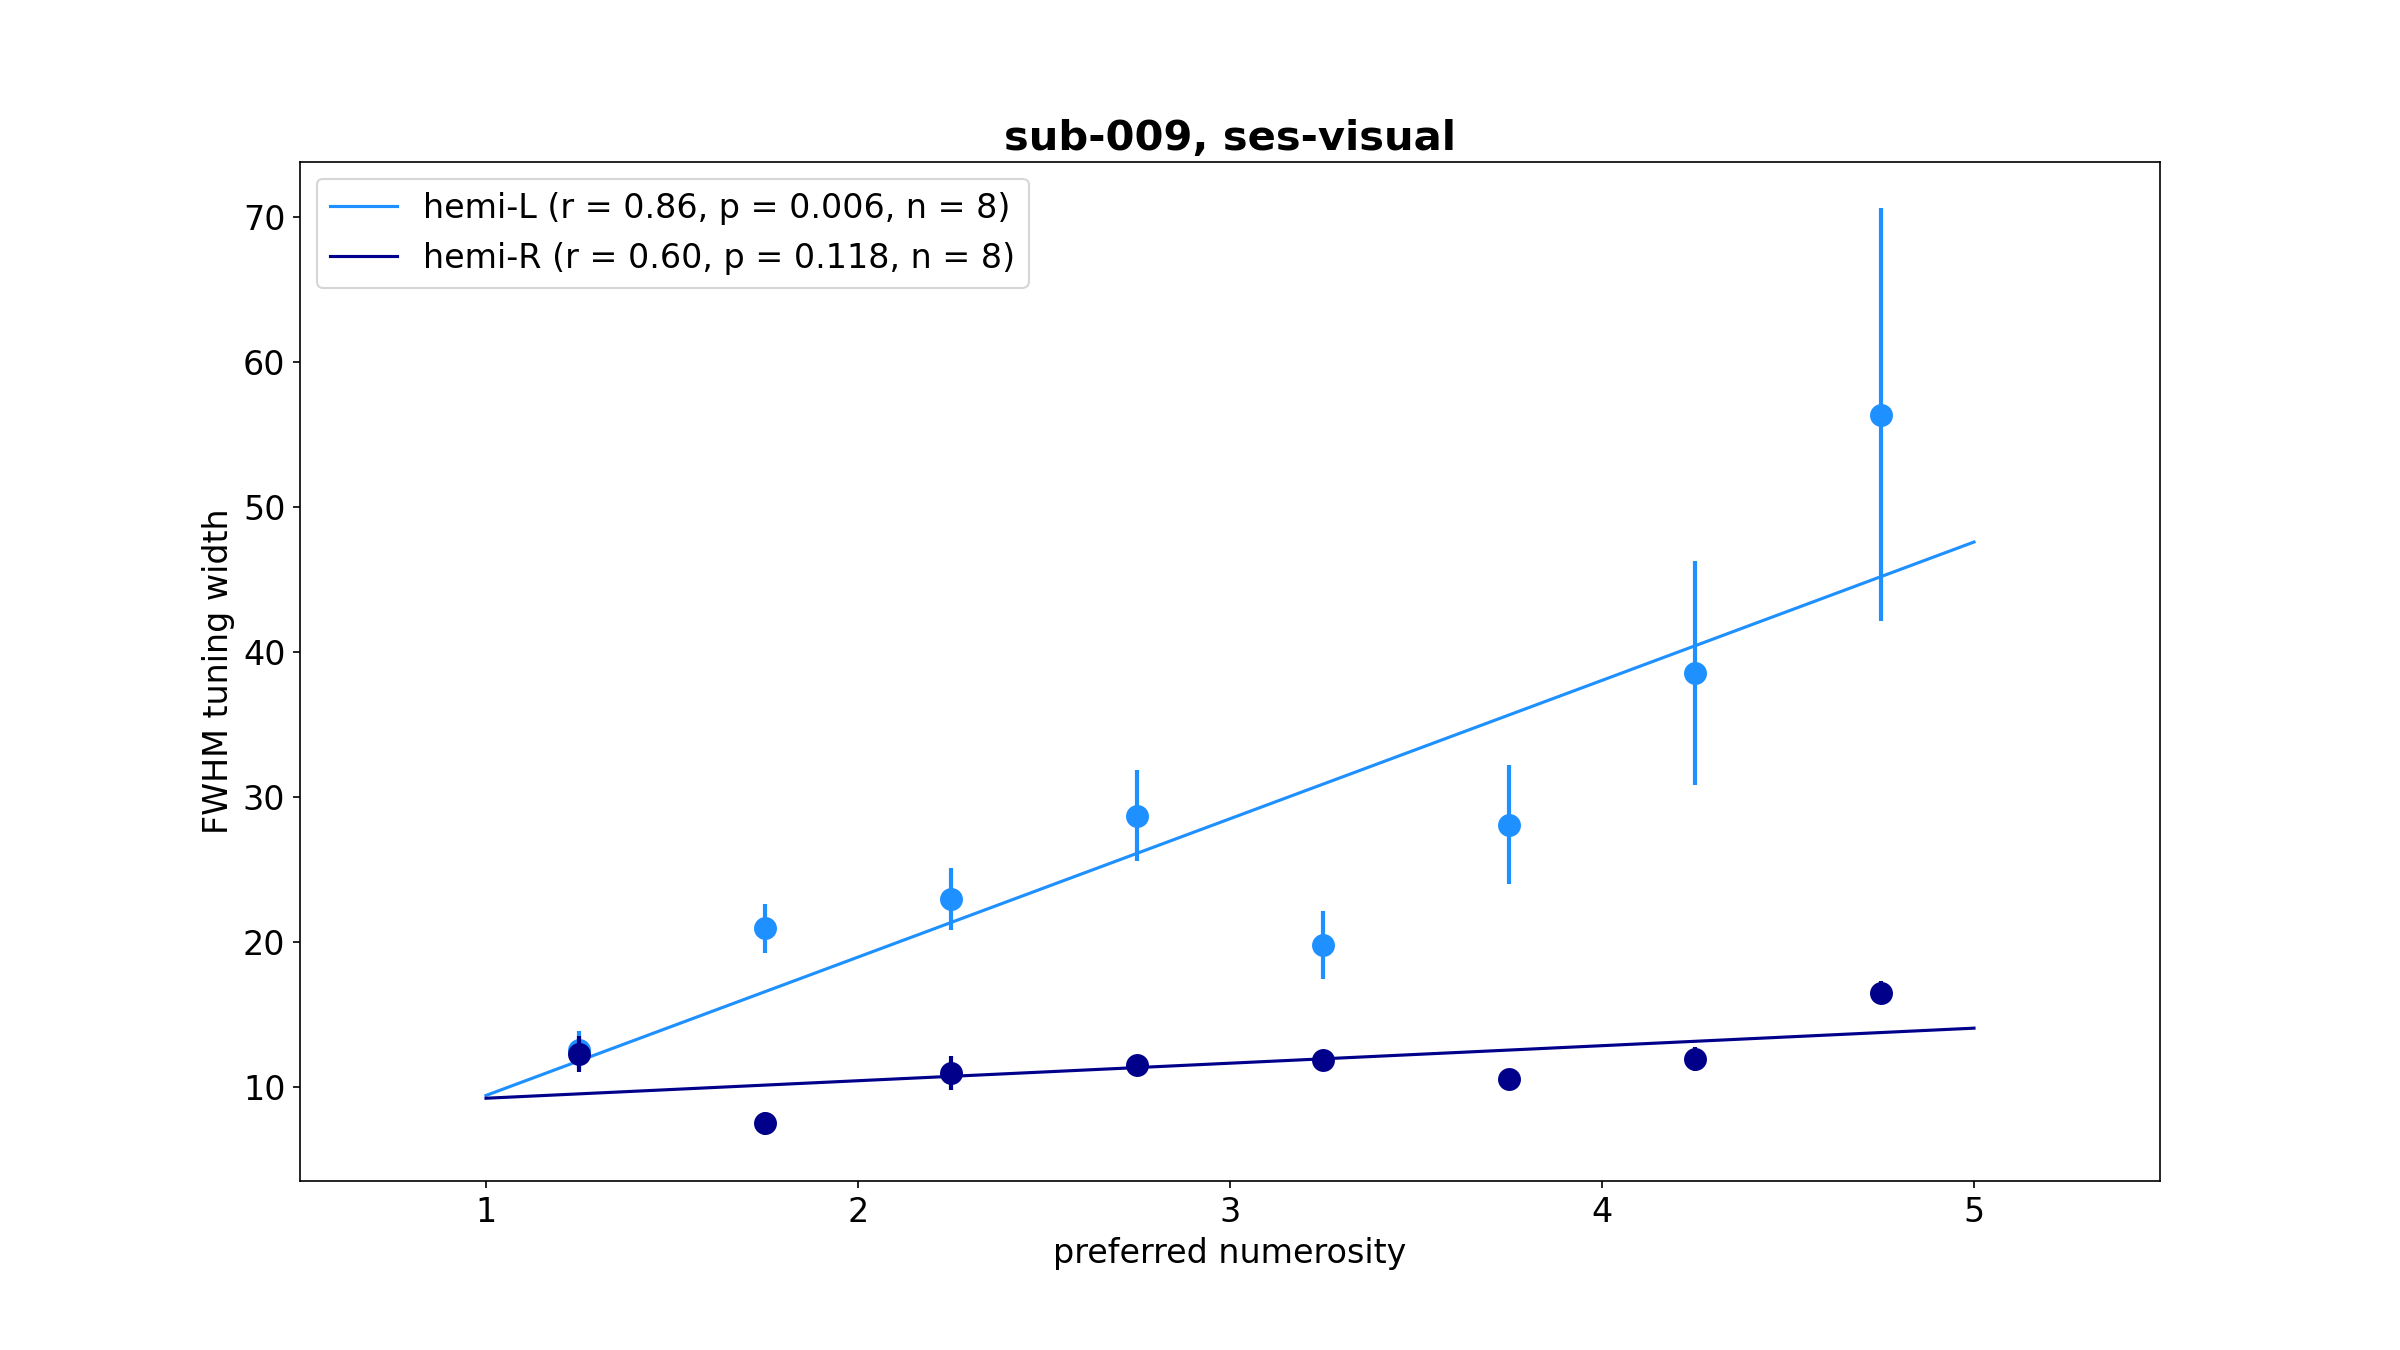 sub-009, ses-visual
hemi-L (r = 0.86, p = 0.006, n = 8)
hemi-R (r = 0.60, p = 0.118, n = 8)
FWHM tuning width
70
60
50
40
30
20
10
1 2 3 4 5
preferred numerosity